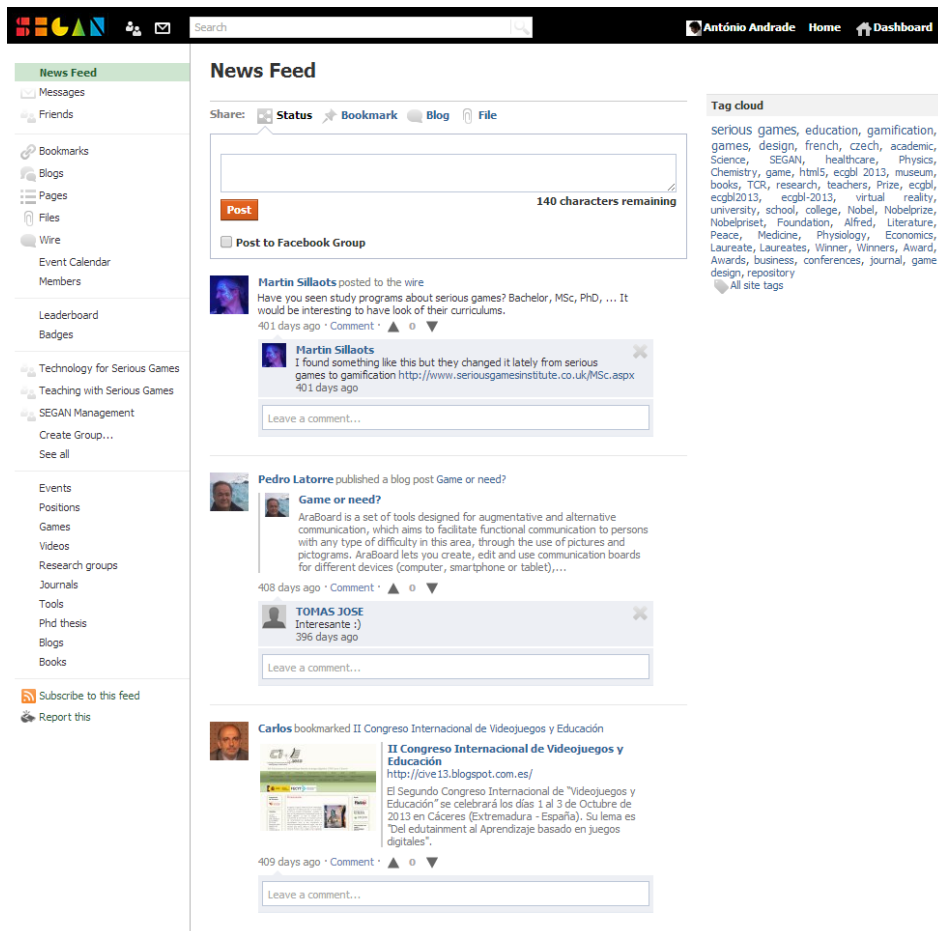 SEGAN
Search
António Andrade Home Dashboard
News Feed
Messages
Friends
Bookmarks
Blogs
Pages
Files
Wire
Event Calendar
Members
Leaderboard
Badges
Technology for Serious Games
Teaching with Serious Games
SEGAN Management
Create Group...
See all
Events
Positions
Games
Videos
Research groups
Journals
Tools
Phd thesis
Blogs
Books
Subscribe to this feed
Report this
News Feed
Share: Status Bookmark Blog File
140 characters remaining
Post
Post to Facebook Group
Martin Sillaots posted to the wire
Have you seen study programs about serious games? Bachelor, MSc, PhD, ... It
would be interesting to have look of their curriculums.
401 days ago · Comment · ▲ 0 ▼
Martin Sillaots
I found something like this but they changed it lately from serious
games to gamification http://www.seriousgamesinstitute.co.uk/MSc.aspx
401 days ago
Leave a comment...
Pedro Latorre published a blog post Game or need?
Game or need?
AraBoard is a set of tools designed for augmentative and alternative
communication, which aims to facilitate functional communication to persons
with any type of difficulty in this area, through the use of pictures and
pictograms. AraBoard lets you create, edit and use communication boards
for different devices (computer, smartphone or tablet),...
408 days ago · Comment · ▲ 0 ▼
TOMAS JOSE
Interesante :)
396 days ago
Leave a comment...
Carlos bookmarked II Congreso Internacional de Videojuegos y Educación
II Congreso Internacional de Videojuegos y
Educación
http://cive13.blogspot.com.es/
El Segundo Congreso Internacional de "Videojuegos y
Educación" se celebrará los días 1 al 3 de Octubre de
2013 en Cáceres (Extremadura - España). Su lema es
"Del edutainment al Aprendizaje basado en juegos
digitales".
409 days ago · Comment · ▲ 0 ▼
Leave a comment...
Tag cloud
serious games, education, gamification,
games, design, french, czech, academic,
Science, SEGAN, healthcare, Physics,
Chemistry, game, html5, ecgbl 2013, museum,
books, TCR, research, teachers, Prize, ecgbl,
ecgbl2013, ecgbl-2013, virtual reality,
university, school, college, Nobel, Nobelprize,
Nobelpriset, Foundation, Alfred, Literature,
Peace, Medicine, Physiology, Economics,
Laureate, Laureates, Winner, Winners, Award,
Awards, business, conferences, journal, game
design, repository
All site tags